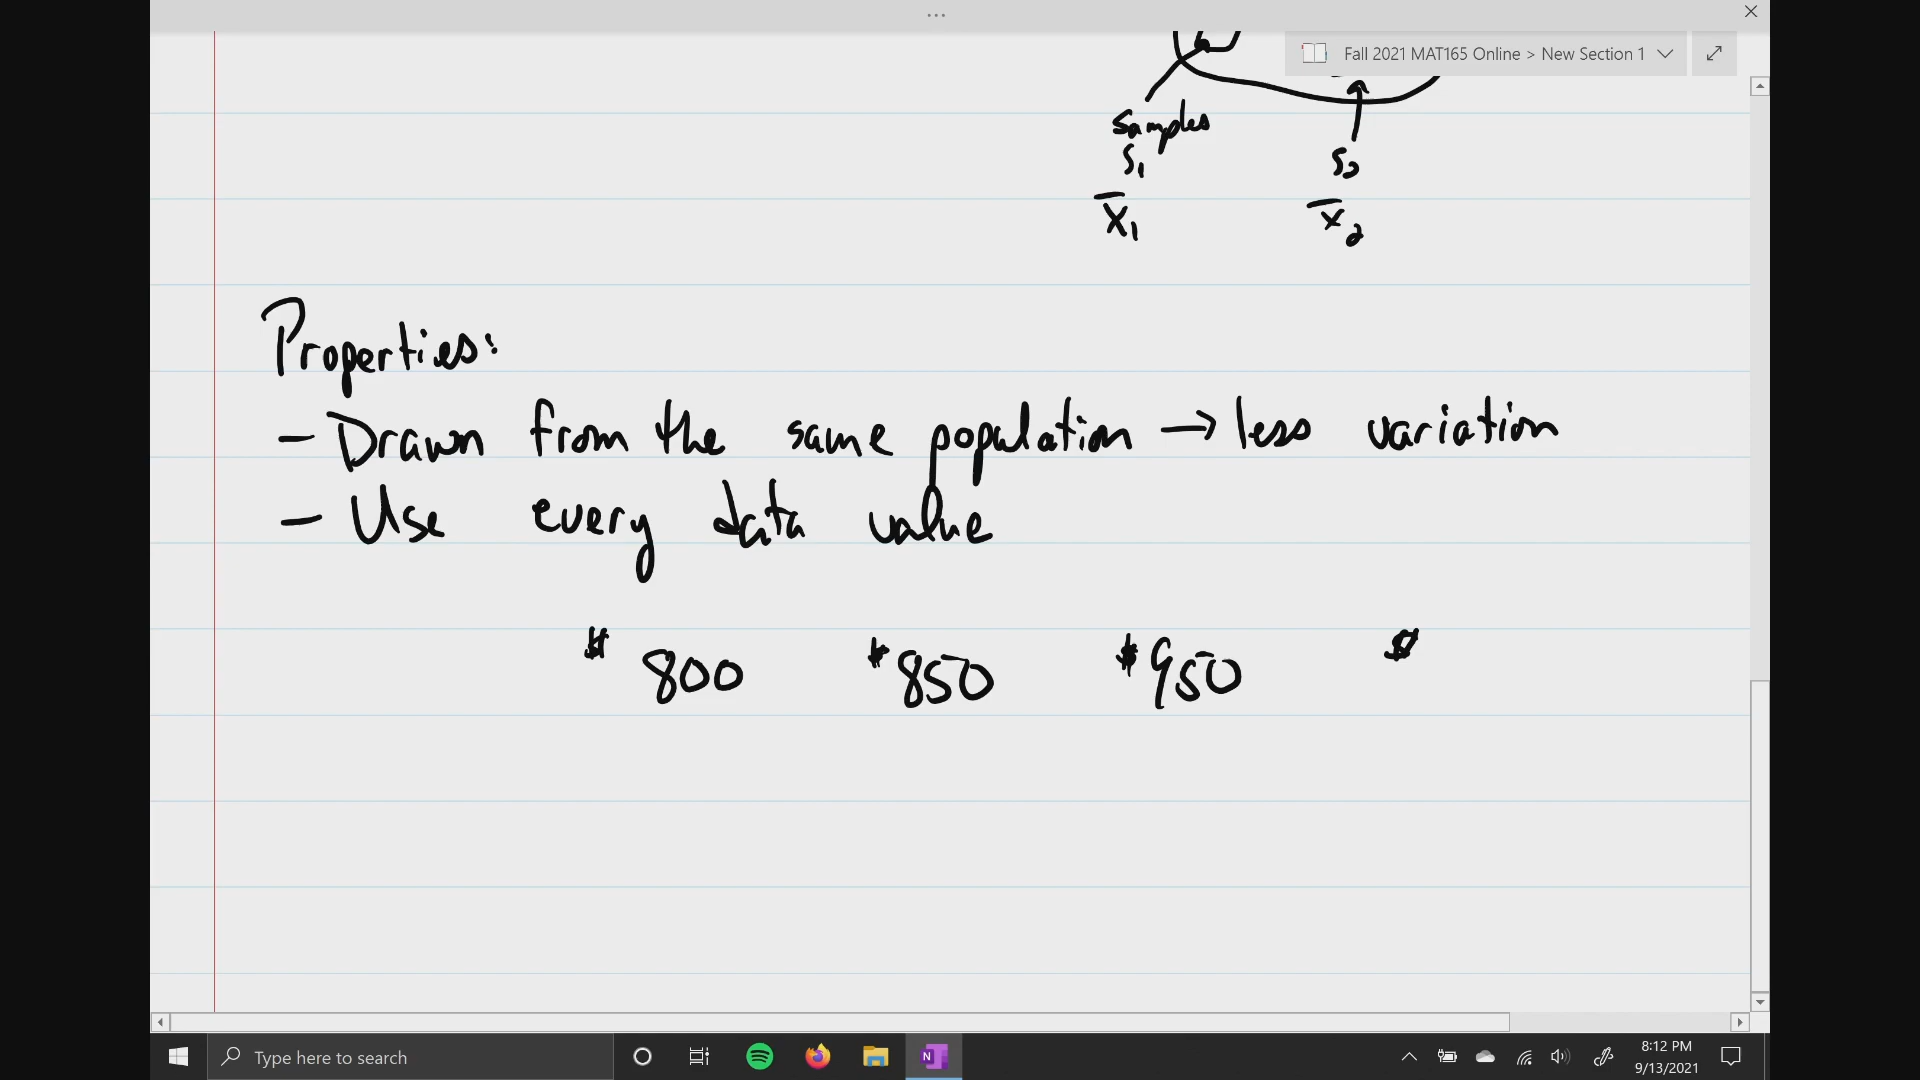 Fall 2021 MAT165 Online > New Section 1
samples
S₁ S₂
x̄₁ x̄₂
Properties:
- Drawn from the same population → less variation
- Use every data value
$ 800 $ 850 $ 950 $
Type here to search
8:12 PM
9/13/2021